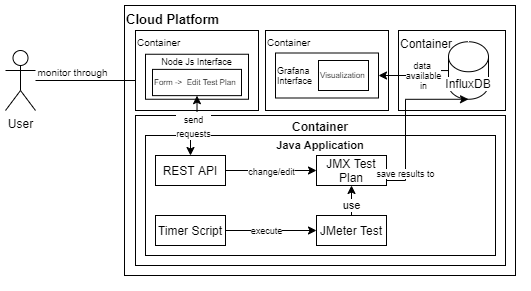 Cloud Platform
Container
Node Js Interface
Form -> Edit Test Plan
Container
Grafana
Interface
Visualization
Container
InfluxDB
data
available
in
monitor through
User
send
requests
Container
Java Application
REST API
change/edit
JMX Test
Plan
save results to
use
Timer Script
execute
JMeter Test